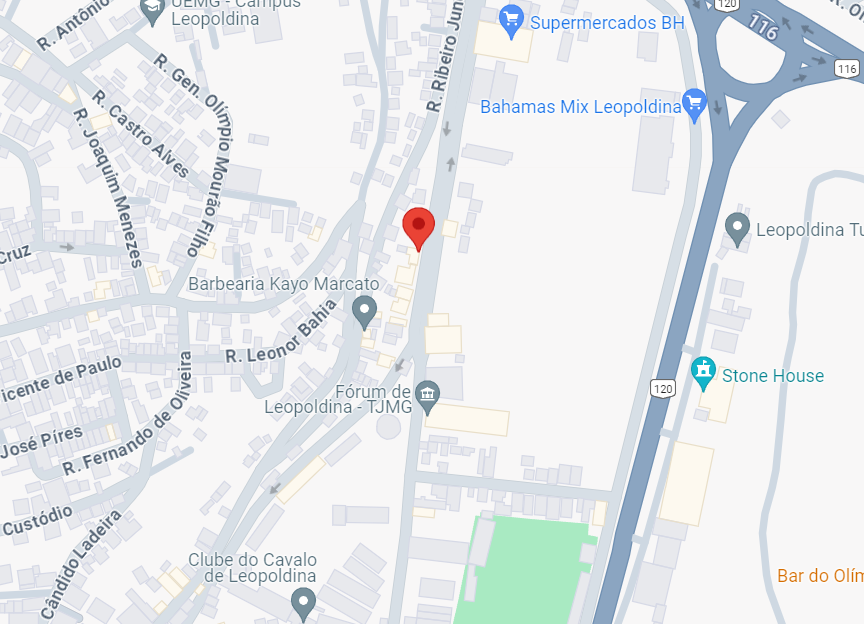 UEMG - Campus
Leopoldina
R. Antônio
R. Ribeiro Jun
Supermercados BH
120
116
116
Bahamas Mix Leopoldina
R. Gen. Olímpio Mourão Filho
R. Castro Alves
R. Joaquim Menezes
Cruz
Leopoldina Tu
Barbearia Kayo Marcato
R. Leonor Bahia
icente de Paulo
Fórum de
Leopoldina - TJMG
Stone House
120
José Píres
R. Fernando de Oliveira
Custódio
Cândido Ladeira
Clube do Cavalo
de Leopoldina
Bar do Olím